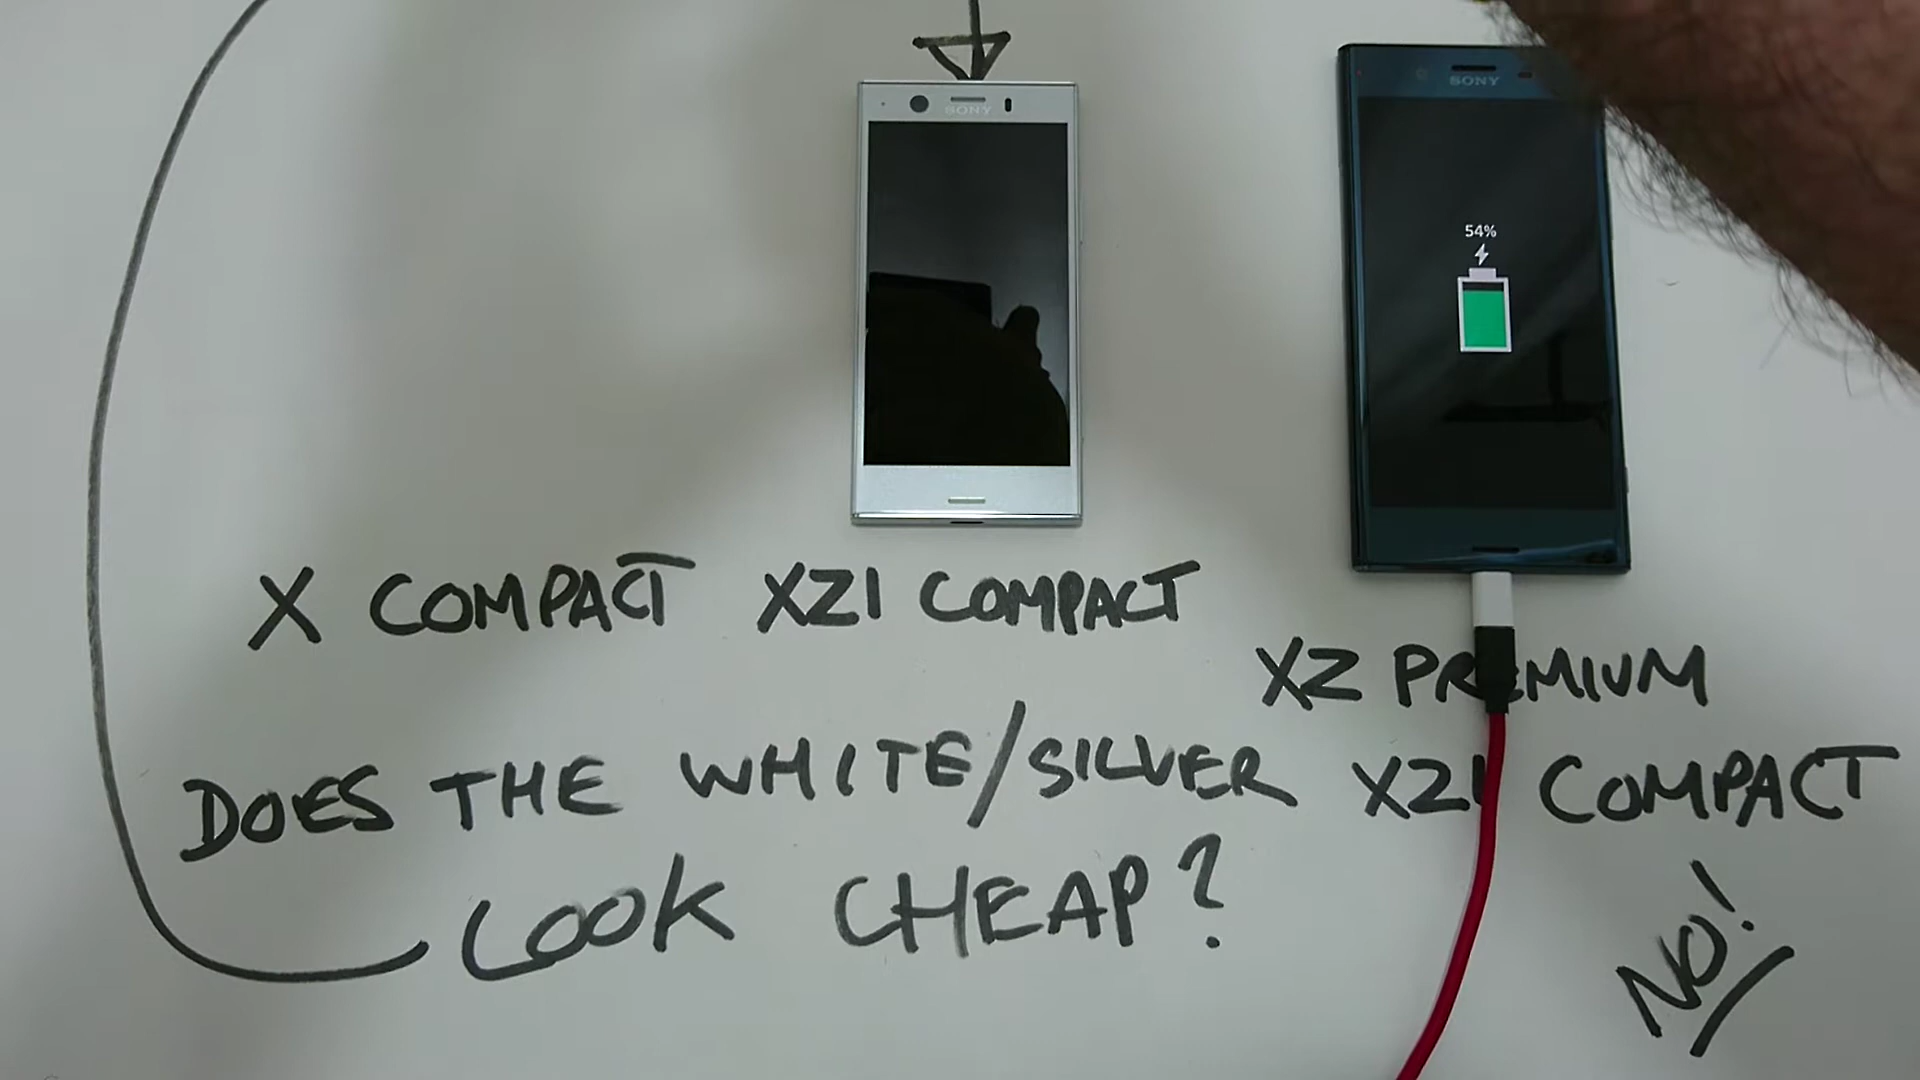 SONY
SONY
54%
X COMPACT XZ1 COMPACT
XZ PREMIUM
DOES THE WHITE/SILVER XZ1 COMPACT
LOOK CHEAP?
NO!